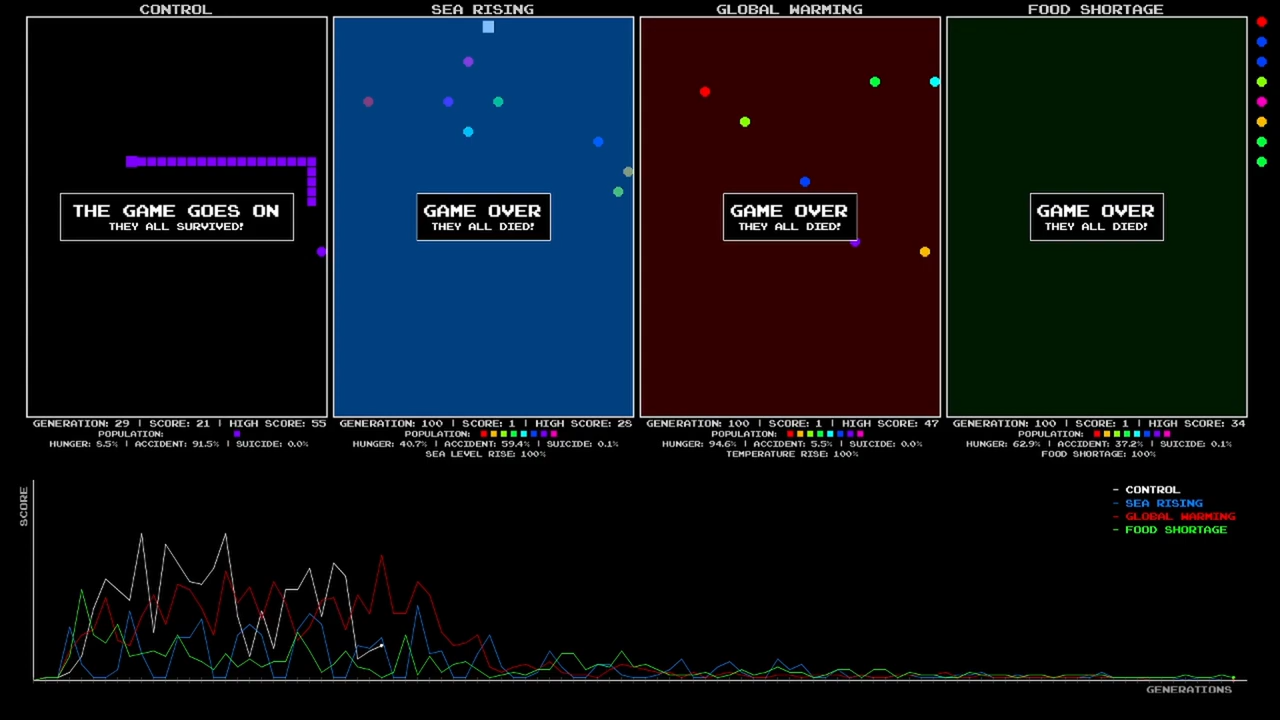 CONTROL
THE GAME GOES ON
THEY ALL SURVIVED!
GENERATION: 29 | SCORE: 21 | HIGH SCORE: 55
POPULATION:
HUNGER: 8.5% | ACCIDENT: 91.5% | SUICIDE: 0.0%
SEA RISING
GAME OVER
THEY ALL DIED!
GENERATION: 100 | SCORE: 1 | HIGH SCORE: 28
POPULATION:
HUNGER: 40.7% | ACCIDENT: 59.4% | SUICIDE: 0.1%
SEA LEVEL RISE: 100%
GLOBAL WARMING
GAME OVER
THEY ALL DIED!
GENERATION: 100 | SCORE: 1 | HIGH SCORE: 47
POPULATION:
HUNGER: 94.6% | ACCIDENT: 5.5% | SUICIDE: 0.0%
TEMPERATURE RISE: 100%
FOOD SHORTAGE
GAME OVER
THEY ALL DIED!
GENERATION: 100 | SCORE: 1 | HIGH SCORE: 34
POPULATION:
HUNGER: 62.9% | ACCIDENT: 37.2% | SUICIDE: 0.1%
FOOD SHORTAGE: 100%
SCORE
- CONTROL
- SEA RISING
- GLOBAL WARMING
- FOOD SHORTAGE
GENERATIONS